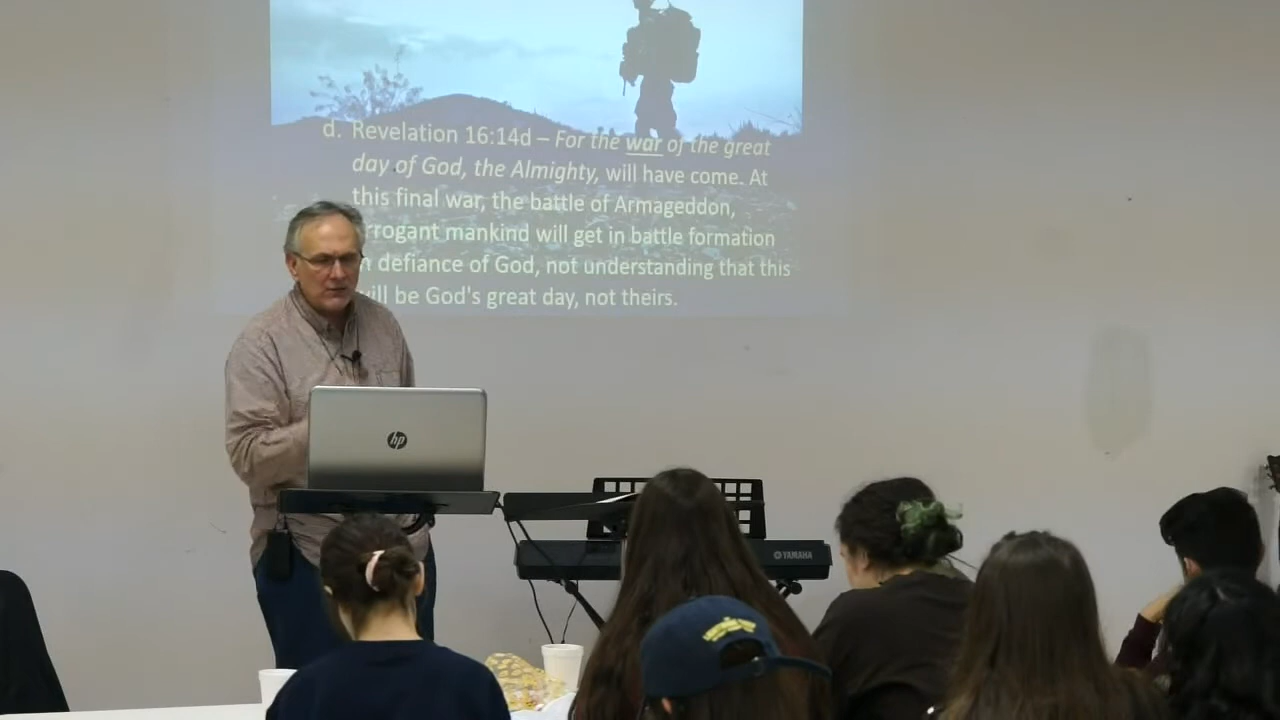 d. Revelation 16:14d – For the war of the great
day of God, the Almighty, will have come. At
this final war, the battle of Armageddon,
rrogant mankind will get in battle formation
n defiance of God, not understanding that this
will be God's great day, not theirs.
hp
YAMAHA